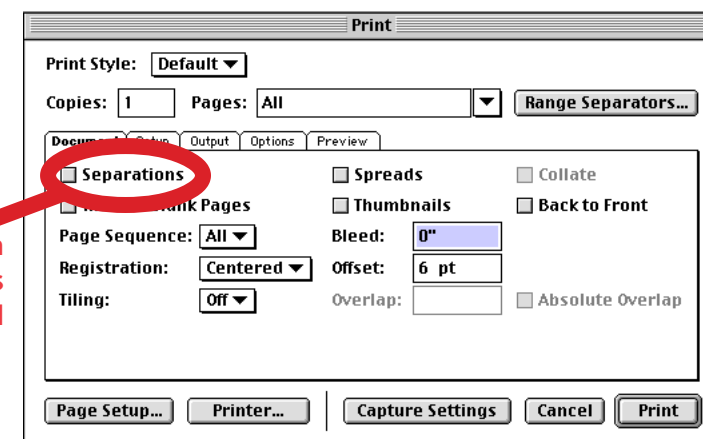 Print
Print Style: Default
Copies: 1 Pages: All Range Separators...
Document Setup Output Options Preview
Separations Spreads Collate
Pages Thumbnails Back to Front
Page Sequence: All Bleed: 0"
Registration: Centered Offset: 6 pt
Tiling: Off Overlap: Absolute Overlap
Page Setup... Printer... Capture Settings Cancel Print